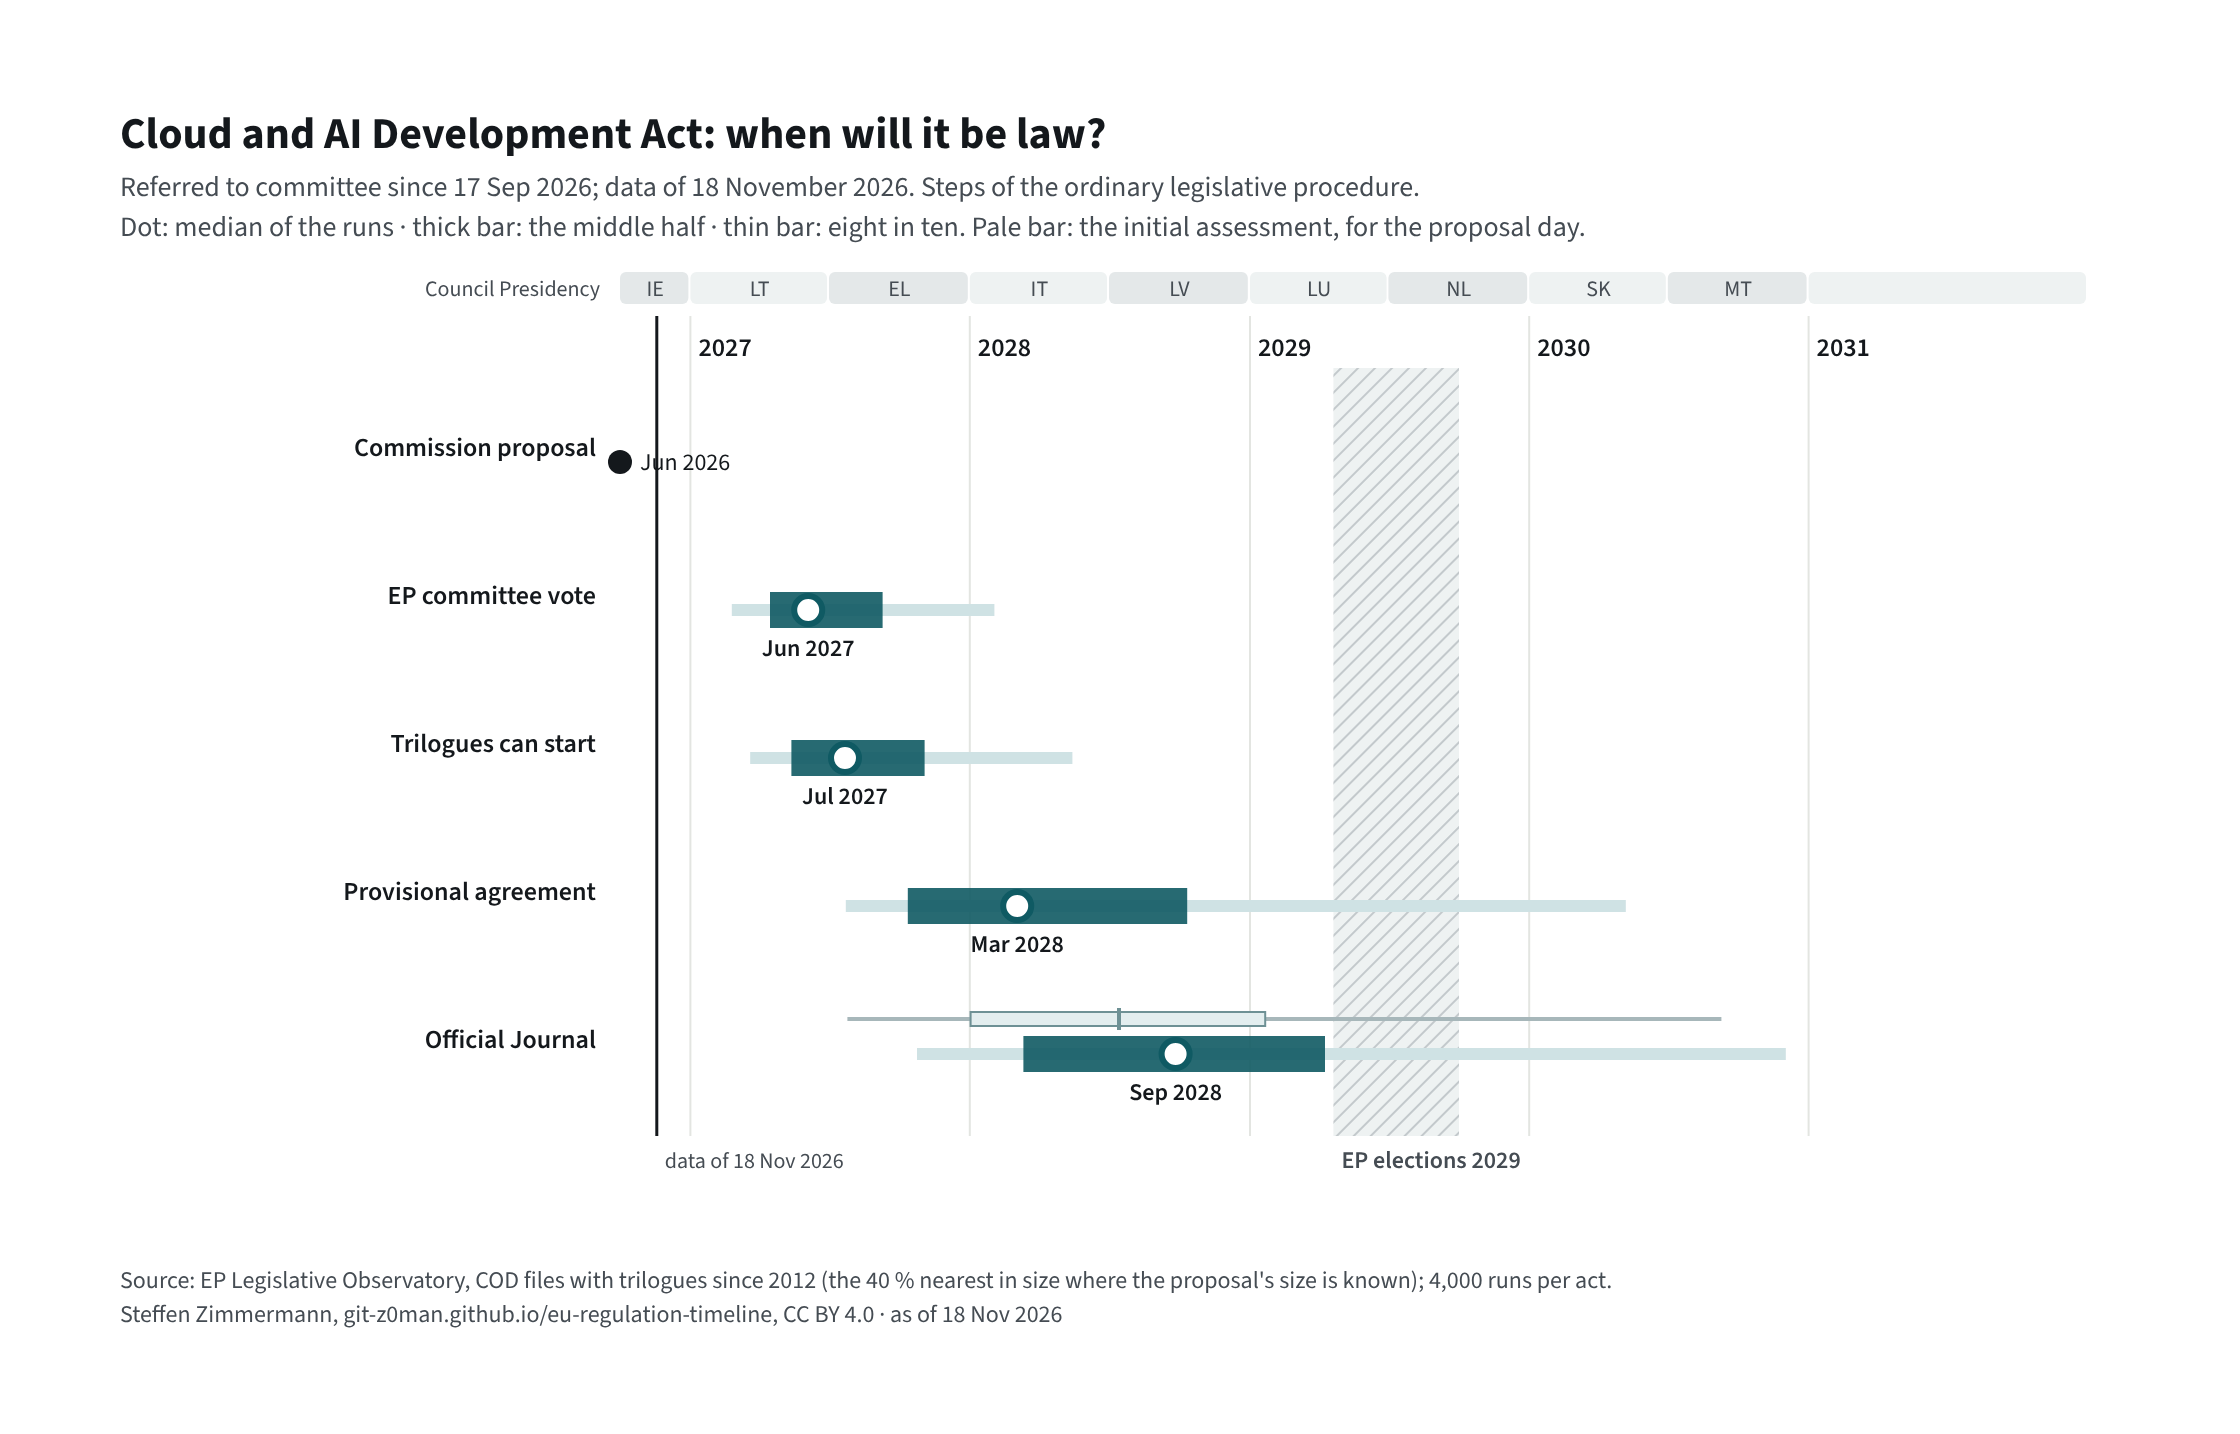 Cloud and AI Development Act: when will it be law?
Referred to committee since 17 Sep 2026; data of 18 November 2026. Steps of the ordinary legislative procedure.
Dot: median of the runs · thick bar: the middle half · thin bar: eight in ten. Pale bar: the initial assessment, for the proposal day.
Council Presidency IE LT EL IT LV LU NL SK MT
2027 2028 2029 2030 2031
Commission proposal
Jun 2026
EP committee vote
Jun 2027
Trilogues can start
Jul 2027
Provisional agreement
Mar 2028
Official Journal
Sep 2028
data of 18 Nov 2026 EP elections 2029
Source: EP Legislative Observatory, COD files with trilogues since 2012 (the 40 % nearest in size where the proposal's size is known); 4,000 runs per act.
Steffen Zimmermann, git-z0man.github.io/eu-regulation-timeline, CC BY 4.0 · as of 18 Nov 2026